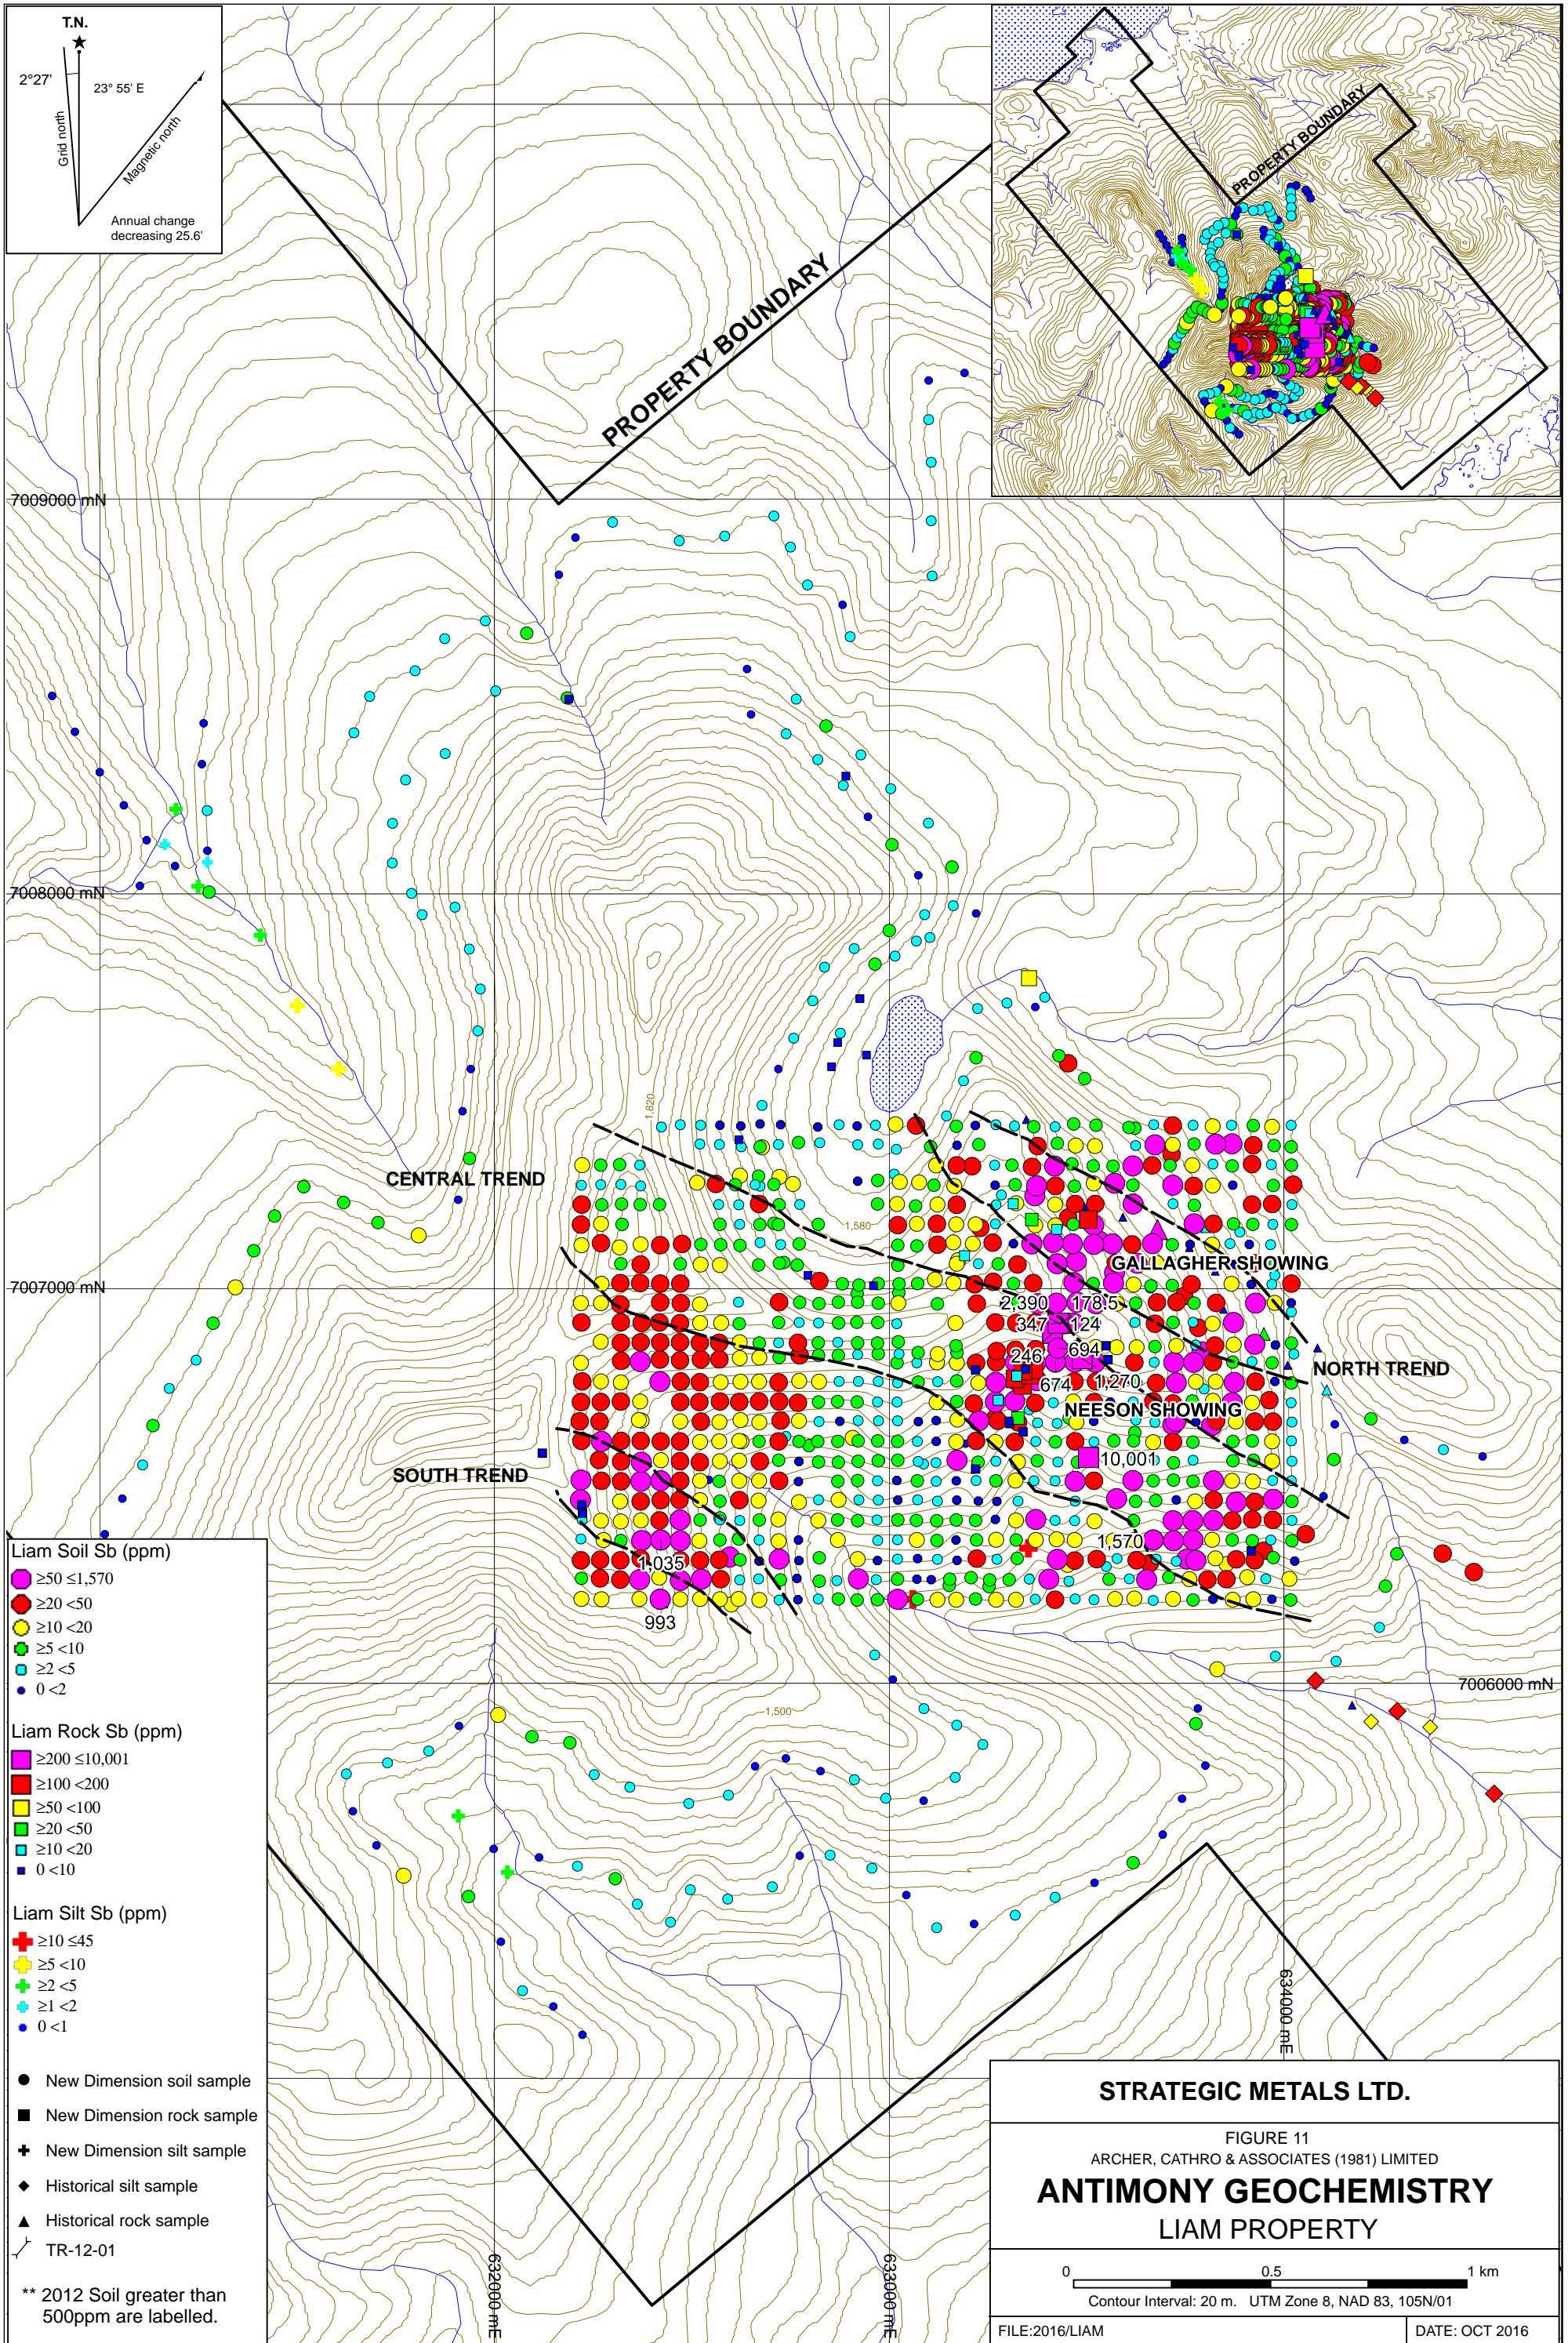 T.N.
2°27'
23° 55' E
Grid north
Magnetic north
Annual change
decreasing 25.6'
PROPERTY BOUNDARY
PROPERTY BOUNDARY
7009000 mN
7008000 mN
1,820
CENTRAL TREND
1,580
GALLAGHER SHOWING
7007000 mN
2,390
178.5
347
124
694
246
NORTH TREND
674
1,270
NEESON SHOWING
10,001
SOUTH TREND
1,570
1,035
993
7006000 mN
1,500
Liam Soil Sb (ppm)
≥50 ≤1,570
≥20 <50
≥10 <20
≥5 <10
≥2 <5
0 <2
Liam Rock Sb (ppm)
≥200 ≤10,001
≥100 <200
≥50 <100
≥20 <50
≥10 <20
0 <10
Liam Silt Sb (ppm)
≥10 ≤45
≥5 <10
≥2 <5
≥1 <2
0 <1
New Dimension soil sample
New Dimension rock sample
New Dimension silt sample
Historical silt sample
Historical rock sample
TR-12-01
** 2012 Soil greater than
500ppm are labelled.
632000 mE
633000 mE
634000 mE
STRATEGIC METALS LTD.
FIGURE 11
ARCHER, CATHRO & ASSOCIATES (1981) LIMITED
ANTIMONY GEOCHEMISTRY
LIAM PROPERTY
0 0.5 1 km
Contour Interval: 20 m. UTM Zone 8, NAD 83, 105N/01
FILE:2016/LIAM DATE: OCT 2016